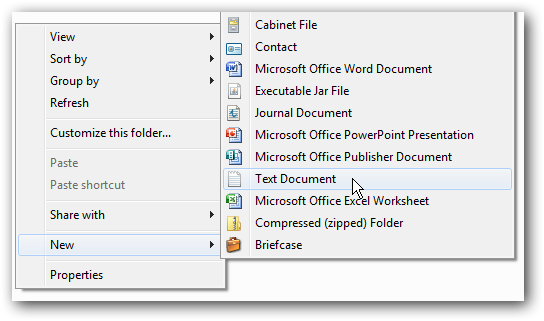 View
Sort by
Group by
Refresh
Customize this folder...
Paste
Paste shortcut
Share with
New
Properties
Cabinet File
Contact
Microsoft Office Word Document
Executable Jar File
Journal Document
Microsoft Office PowerPoint Presentation
Microsoft Office Publisher Document
Text Document
Microsoft Office Excel Worksheet
Compressed (zipped) Folder
Briefcase